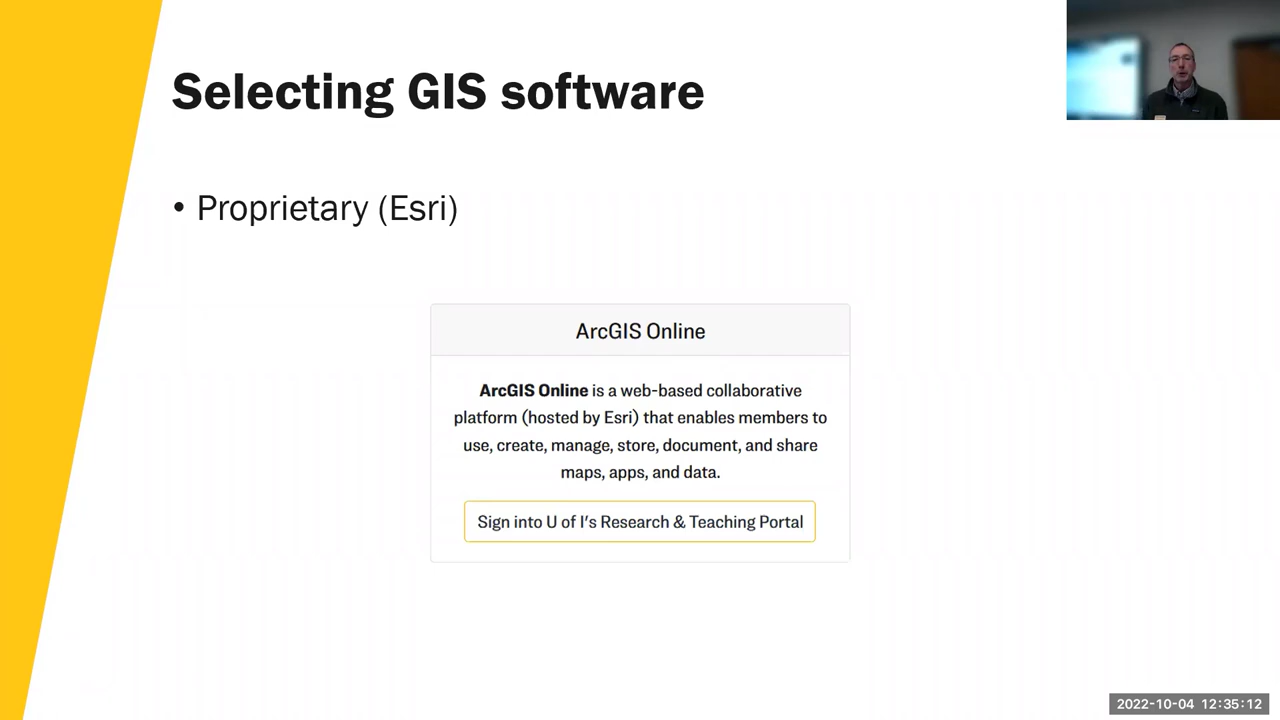 Selecting GIS software
• Proprietary (Esri)
ArcGIS Online
ArcGIS Online is a web-based collaborative
platform (hosted by Esri) that enables members to
use, create, manage, store, document, and share
maps, apps, and data.
Sign into U of I's Research & Teaching Portal
2022-10-04 12:35:12